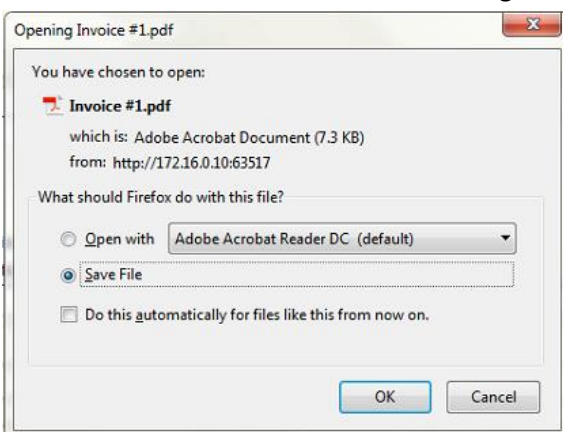 Opening Invoice #1.pdf
You have chosen to open:
Invoice #1.pdf
which is: Adobe Acrobat Document (7.3 KB)
from: http://172.16.0.10:63517
What should Firefox do with this file?
Open with Adobe Acrobat Reader DC (default)
Save File
Do this automatically for files like this from now on.
OK Cancel